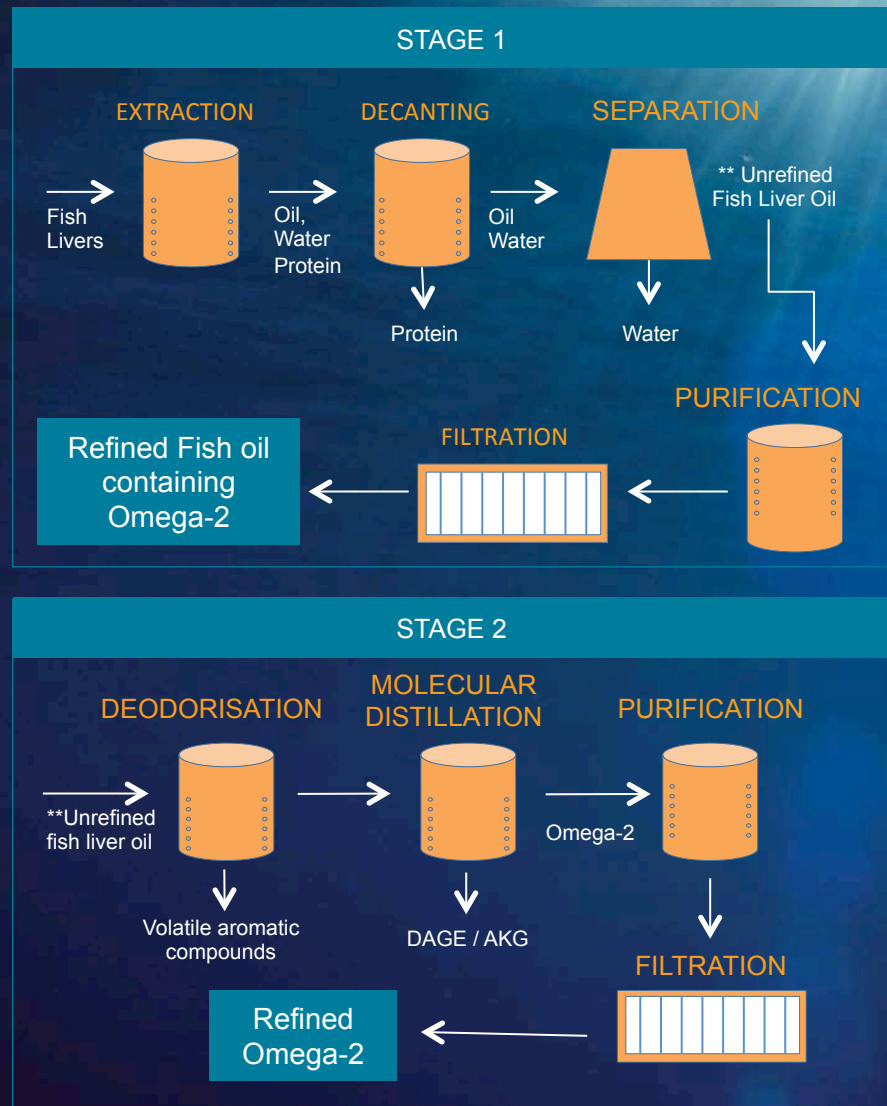 STAGE 1
EXTRACTION
DECANTING
SEPARATION
** Unrefined
Fish Liver Oil
Fish
Livers
Oil,
Water
Protein
Oil
Water
Protein
Water
PURIFICATION
FILTRATION
Refined Fish oil
containing
Omega-2
STAGE 2
DEODORISATION
MOLECULAR
DISTILLATION
PURIFICATION
**Unrefined
fish liver oil
Omega-2
Volatile aromatic
compounds
DAGE / AKG
FILTRATION
Refined
Omega-2